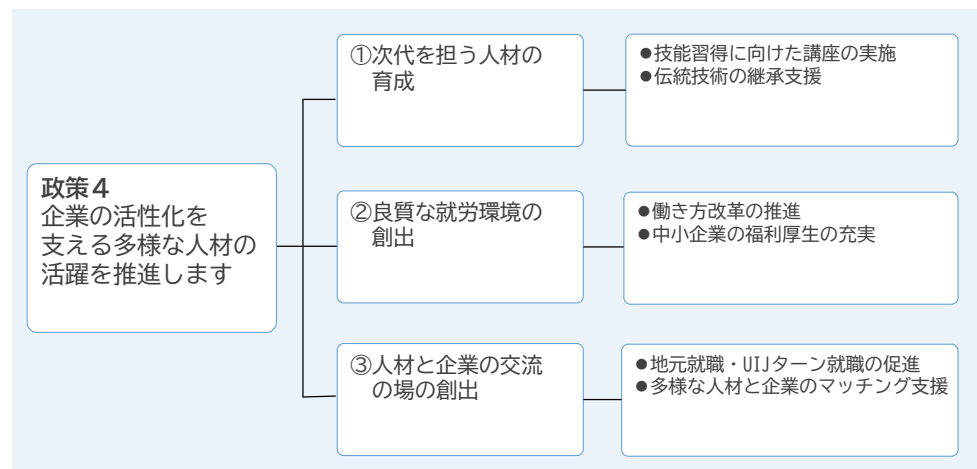 政策４
企業の活性化を
支える多様な人材の
活躍を推進します
①次代を担う人材の
育成
●技能習得に向けた講座の実施
●伝統技術の継承支援
②良質な就労環境の
創出
●働き方改革の推進
●中小企業の福利厚生の充実
③人材と企業の交流
の場の創出
●地元就職・UIJターン就職の促進
●多様な人材と企業のマッチング支援